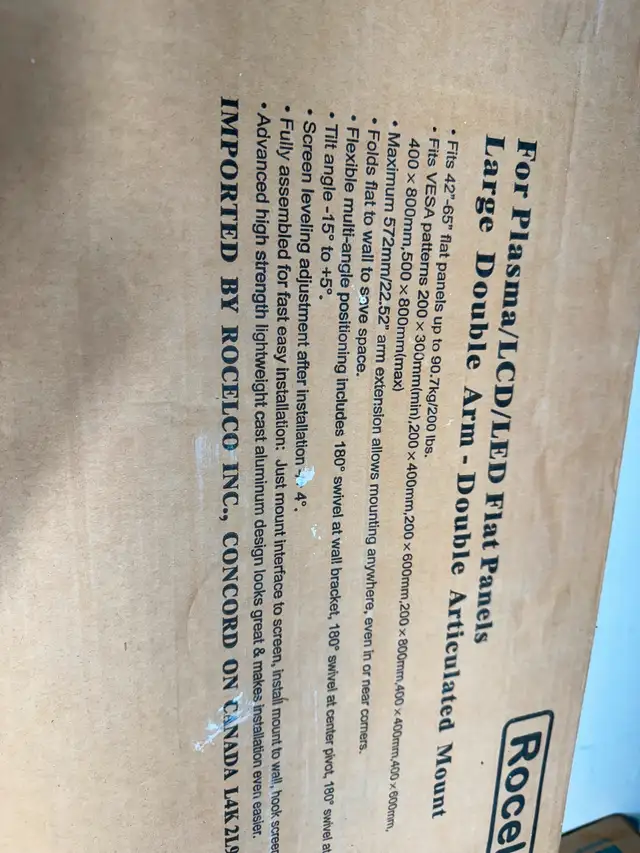 Rocel
For Plasma/LCD/LED Flat Panels
Large Double Arm - Double Articulated Mount
• Fits 42"-65" flat panels up to 90.7kg/200 lbs.
• Fits VESA patterns 200 x 300mm(min),200 x 400mm,200 x 600mm,200 x 800mm,400 x 400mm,400 x 600mm,
400 x 800mm,500 x 800mm(max)
• Maximum 572mm/22.52" arm extension allows mounting anywhere, even in or near corners.
• Folds flat to wall to save space.
• Flexible multi-angle positioning includes 180° swivel at wall bracket, 180° swivel at center pivot, 180° swivel at
• Tilt angle -15° to +5°.
• Screen leveling adjustment after installation 4°.
• Fully assembled for fast easy installation: Just mount interface to screen, install mount to wall, hook screen
• Advanced high strength lightweight cast aluminum design looks great & makes installation even easier.
IMPORTED BY ROCELCO INC., CONCORD ON CANADA L4K 2L9